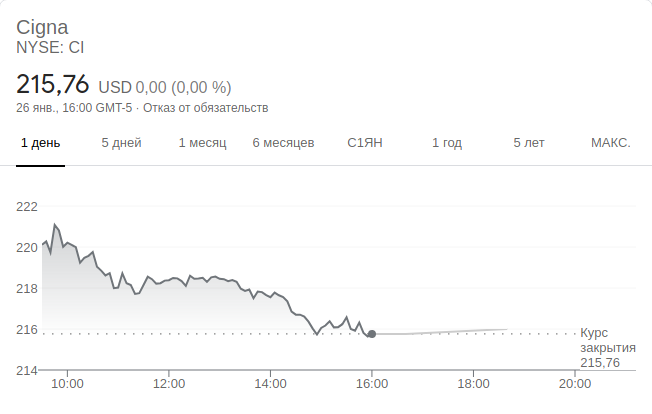 Cigna
NYSE: CI
215,76 USD 0,00 (0,00 %)
26 янв., 16:00 GMT-5 · Отказ от обязательств
1 день 5 дней 1 месяц 6 месяцев С1ЯН 1 год 5 лет МАКС.
222
220
218
216
214
Курс
закрытия
215,76
10:00 12:00 14:00 16:00 18:00 20:00